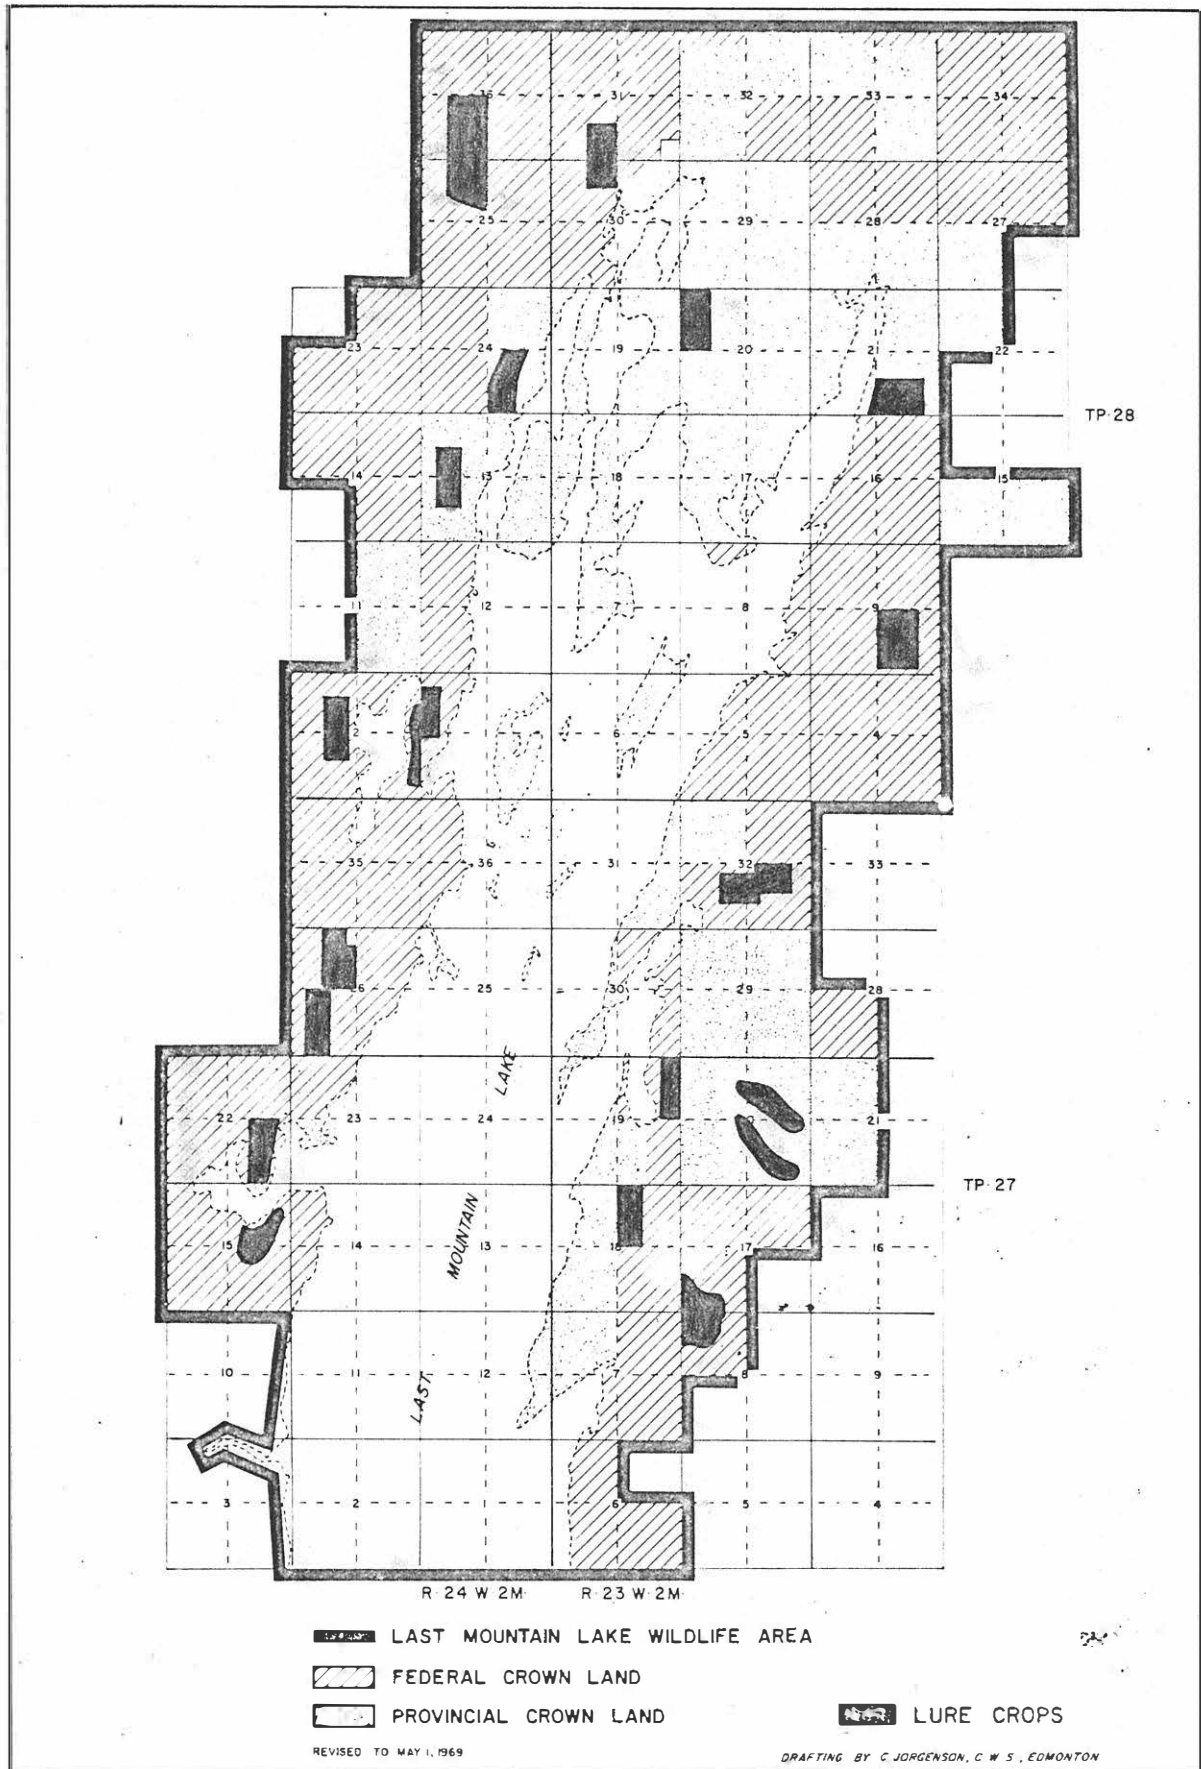 36 31 32 33 34
25 30 29 28 27
23 24 19 20 21 22
TP·28
14 13 18 17 16 15
11 12 7 8 9
2 6 5 4
35 36 31 32 33
26 25 30 29 28
LAKE
22 23 24 19 21
TP·27
MOUNTAIN
15 14 13 18 17 16
10 11 12 7 8 9
LAST
3 2 6 5 4
R·24 W·2M· R·23 W·2M·
LAST MOUNTAIN LAKE WILDLIFE AREA
FEDERAL CROWN LAND
PROVINCIAL CROWN LAND
LURE CROPS
REVISED TO MAY 1, 1969
DRAFTING BY C. JORGENSON, C W S, EDMONTON